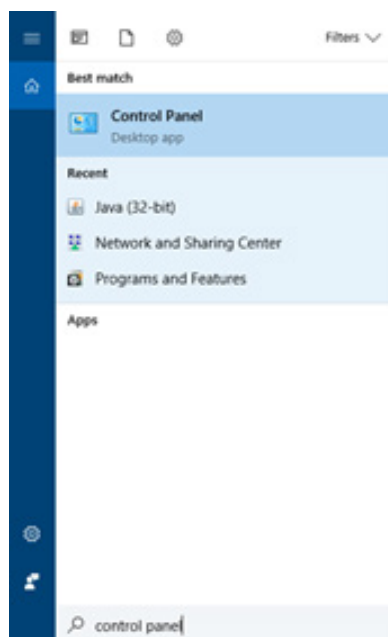 Filters
Best match
Control Panel
Desktop app
Recent
Java (32-bit)
Network and Sharing Center
Programs and Features
Apps
control panel